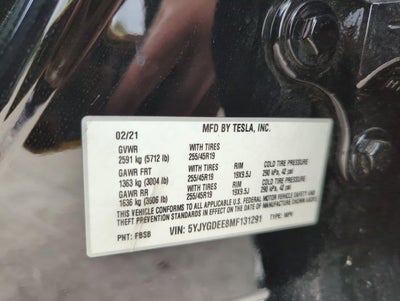 MFD BY TESLA, INC.
02/21
GVWR
2591 kg (5712 lb)
WITH TIRES
255/45R19
RIM
19X9.5J
COLD TIRE PRESSURE
290 kPa, 42 psi
GAWR FRT
1363 kg (3004 lb)
WITH TIRES
255/45R19
RIM
19X9.5J
COLD TIRE PRESSURE
290 kPa, 42 psi
GAWR RR
1636 kg (3606 lb)
THIS VEHICLE CONFORMS TO ALL APPLICABLE U.S. FEDERAL MOTOR VEHICLE SAFETY AND
THEFT PREVENTION STANDARDS IN EFFECT ON THE DATE OF MANUFACTURE SHOWN ABOVE.
PNT: PBSB
VIN: 5YJYGDEE8MF131291
TYPE: MPV